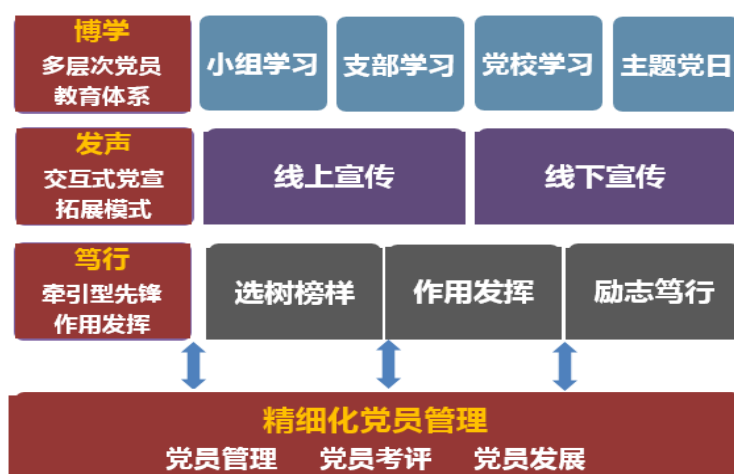 博学
多层次党员
教育体系
小组学习 支部学习 党校学习 主题党日
发声
交互式党宣
拓展模式
线上宣传 线下宣传
笃行
牵引型先锋
作用发挥
选树榜样 作用发挥 励志笃行
精细化党员管理
党员管理 党员考评 党员发展